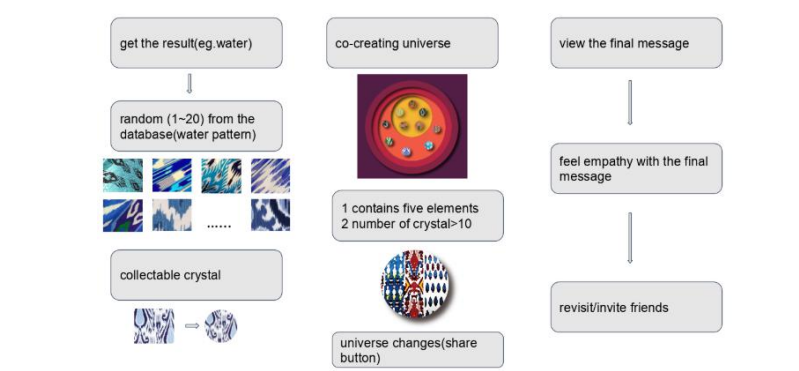 get the result(eg.water)
random (1~20) from the
database(water pattern)
......
collectable crystal
co-creating universe
1 contains five elements
2 number of crystal>10
universe changes(share
button)
view the final message
feel empathy with the final
message
revisit/invite friends